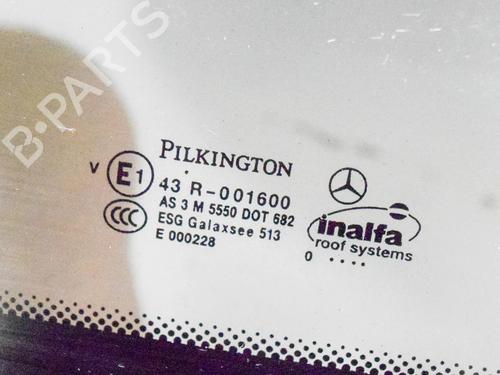 B-PARTS
PILKINGTON
V E1 43 R-001600
AS 3 M 5550 DOT 682
CCC ESG Galaxsee 513
E 000228
inalfa
roof systems
0 ....